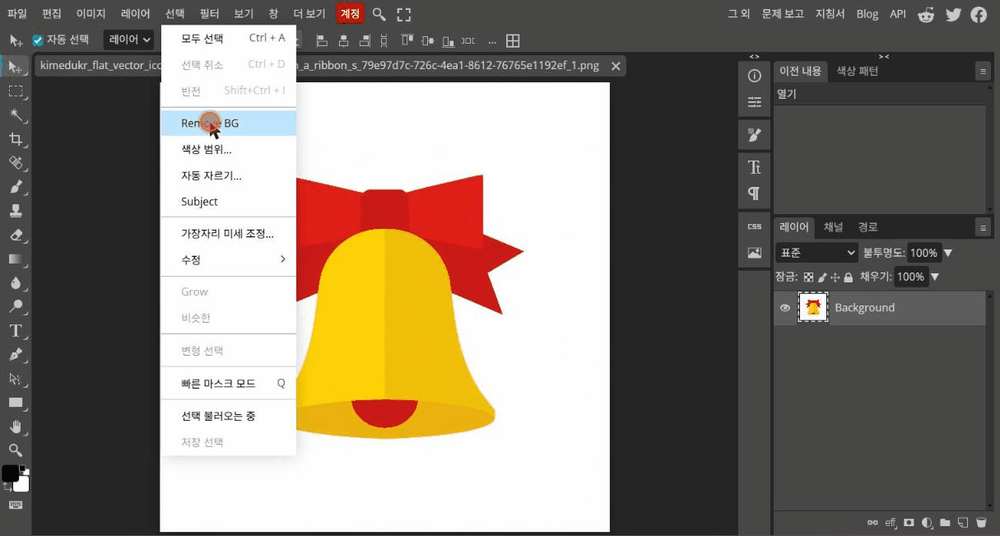 파일 편집 이미지 레이어 선택 필터 보기 창 더 보기 계정 그 외 문제 보고 지침서 Blog API
자동 선택 레이어
kimedukr_flat_vector_ico
n_a_ribbon_s_79e97d7c-726c-4ea1-8612-76765e1192ef_1.png
모두 선택 Ctrl + A
선택 취소 Ctrl + D
반전 Shift+Ctrl + I
Remove BG
색상 범위...
자동 자르기...
Subject
가장자리 미세 조정...
수정
Grow
비슷한
변형 선택
빠른 마스크 모드 Q
선택 불러오는 중
저장 선택
이전 내용 색상 패턴
열기
CSS
레이어 채널 경로
표준 불투명도: 100%
잠금: 채우기: 100%
Background
eff